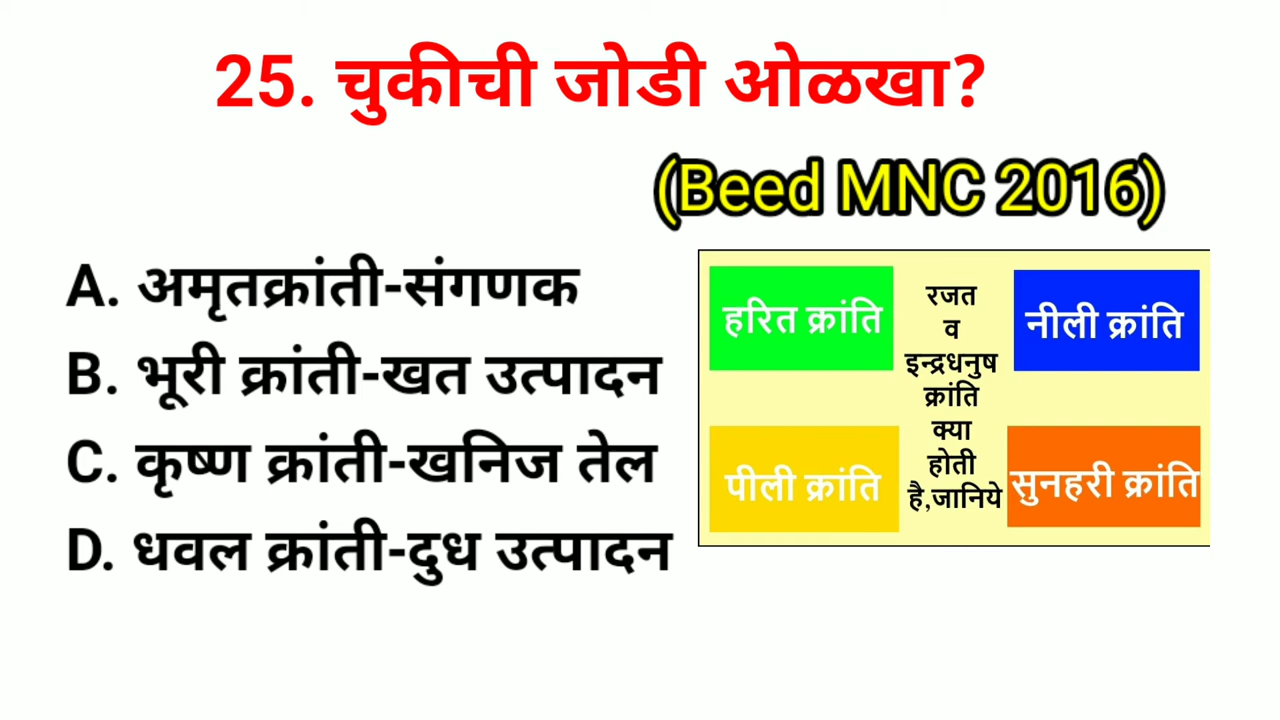 25. चुकीची जोडी ओळखा?
(Beed MNC 2016)
A. अमृतक्रांती-संगणक
B. भूरी क्रांती-खत उत्पादन
C. कृष्ण क्रांती-खनिज तेल
D. धवल क्रांती-दुध उत्पादन
हरित क्रांति
रजत
व
इन्द्रधनुष
क्रांति
क्या
होती
है,जानिये
नीली क्रांति
पीली क्रांति
सुनहरी क्रांति